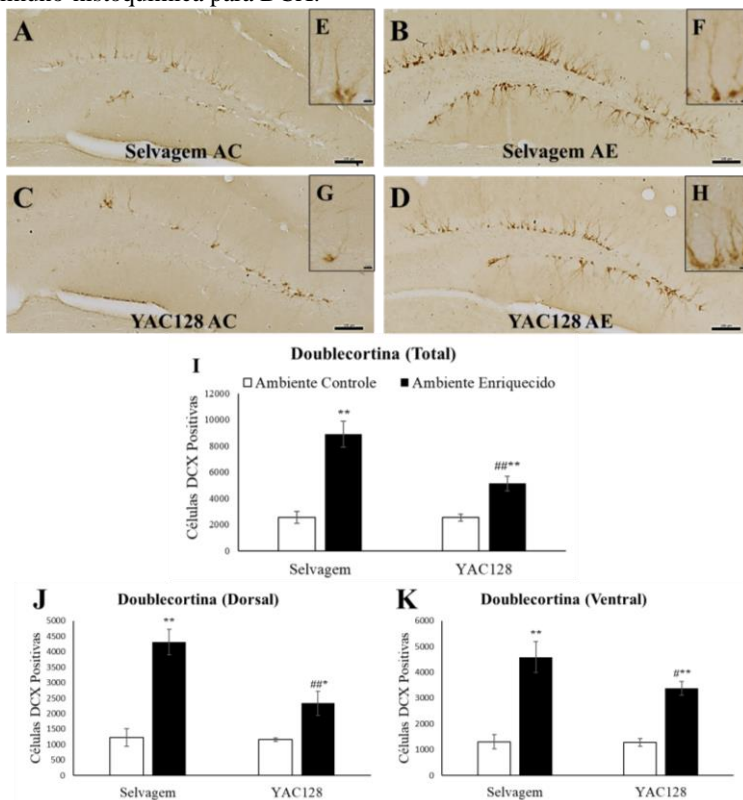 A
E
B
F
Selvagem AC
Selvagem AE
C
G
D
H
YAC128 AC
YAC128 AE
I
Doublecortina (Total)
Ambiente Controle
Ambiente Enriquecido
Células DCX Positivas
12000
10000
8000
6000
4000
2000
0
**
##**
Selvagem
YAC128
J
Doublecortina (Dorsal)
Células DCX Positivas
5000
4500
4000
3500
3000
2500
2000
1500
1000
500
0
**
##*
Selvagem
YAC128
K
Doublecortina (Ventral)
Células DCX Positivas
6000
5000
4000
3000
2000
1000
0
**
#**
Selvagem
YAC128